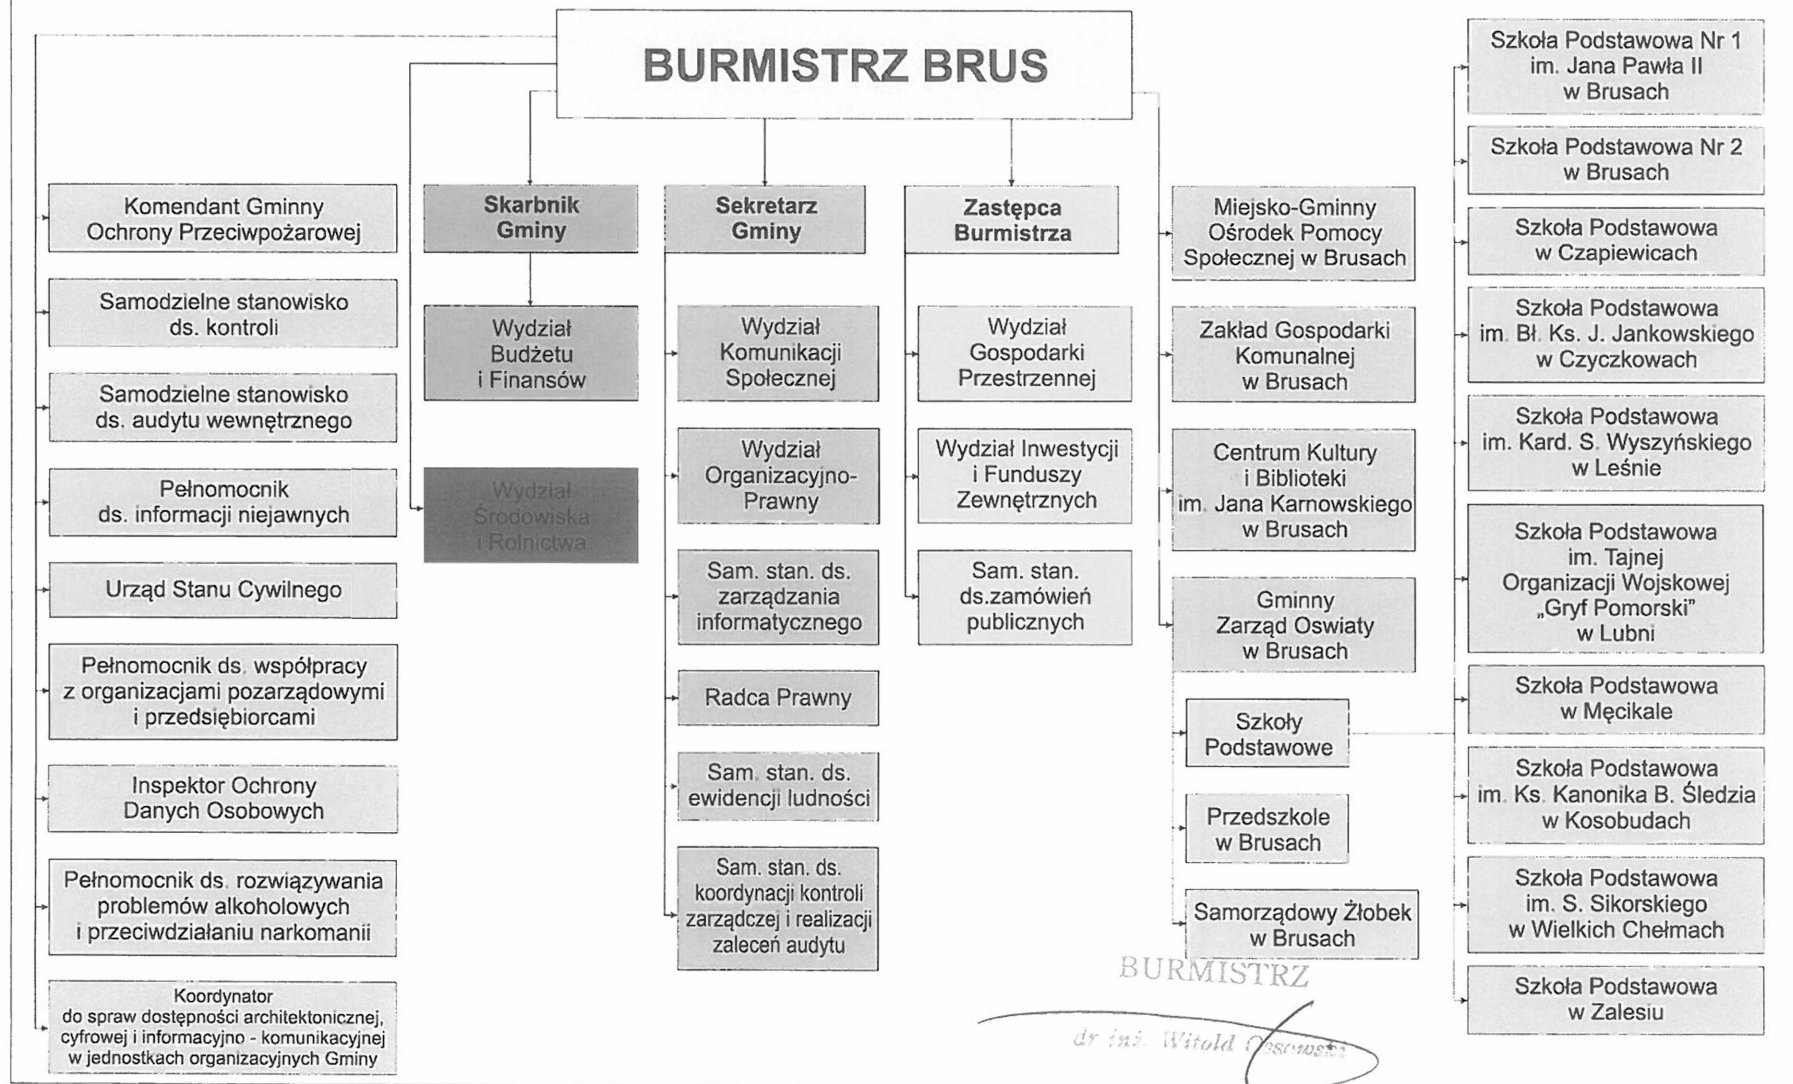 BURMISTRZ BRUS
Komendant Gminny
Ochrony Przeciwpożarowej
Samodzielne stanowisko
ds. kontroli
Samodzielne stanowisko
ds. audytu wewnętrznego
Pełnomocnik
ds. informacji niejawnych
Urząd Stanu Cywilnego
Pełnomocnik ds. współpracy
z organizacjami pozarządowymi
i przedsiębiorcami
Inspektor Ochrony
Danych Osobowych
Pełnomocnik ds. rozwiązywania
problemów alkoholowych
i przeciwdziałaniu narkomanii
Koordynator
do spraw dostępności architektonicznej,
cyfrowej i informacyjno - komunikacyjnej
w jednostkach organizacyjnych Gminy
Skarbnik
Gminy
Wydział
Budżetu
i Finansów
Wydział
Środowiska
i Rolnictwa
Sekretarz
Gminy
Wydział
Komunikacji
Społecznej
Wydział
Organizacyjno-
Prawny
Sam. stan. ds.
zarządzania
informatycznego
Radca Prawny
Sam. stan. ds.
ewidencji ludności
Sam. stan. ds.
koordynacji kontroli
zarządczej i realizacji
zaleceń audytu
Zastępca
Burmistrza
Wydział
Gospodarki
Przestrzennej
Wydział Inwestycji
i Funduszy
Zewnętrznych
Sam. stan.
ds.zamówień
publicznych
Miejsko-Gminny
Ośrodek Pomocy
Społecznej w Brusach
Zakład Gospodarki
Komunalnej
w Brusach
Centrum Kultury
i Biblioteki
im. Jana Karnowskiego
w Brusach
Gminny
Zarząd Oswiaty
w Brusach
Szkoły
Podstawowe
Przedszkole
w Brusach
Samorządowy Żłobek
w Brusach
Szkoła Podstawowa Nr 1
im. Jana Pawła II
w Brusach
Szkoła Podstawowa Nr 2
w Brusach
Szkoła Podstawowa
w Czapiewicach
Szkoła Podstawowa
im. Bł. Ks. J. Jankowskiego
w Czyczkowach
Szkoła Podstawowa
im. Kard. S. Wyszyńskiego
w Leśnie
Szkoła Podstawowa
im. Tajnej
Organizacji Wojskowej
„Gryf Pomorski”
w Lubni
Szkoła Podstawowa
w Męcikale
Szkoła Podstawowa
im. Ks. Kanonika B. Śledzia
w Kosobudach
Szkoła Podstawowa
im. S. Sikorskiego
w Wielkich Chełmach
Szkoła Podstawowa
w Zalesiu
BURMISTRZ
dr inż. Witold Ossowski